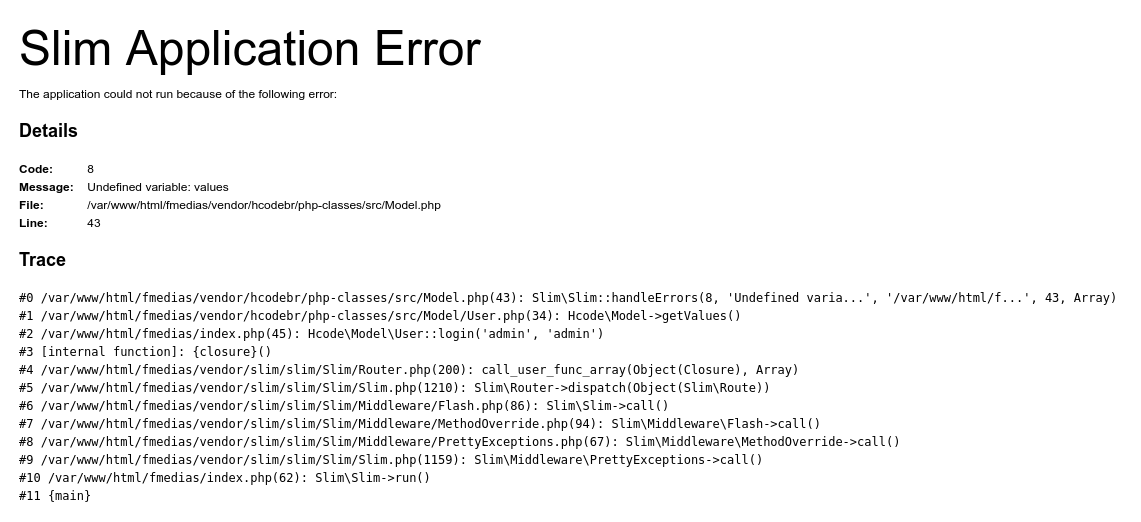 Slim Application Error
The application could not run because of the following error:
Details
Code: 8
Message: Undefined variable: values
File: /var/www/html/fmedias/vendor/hcodebr/php-classes/src/Model.php
Line: 43
Trace
#0 /var/www/html/fmedias/vendor/hcodebr/php-classes/src/Model.php(43): Slim\Slim::handleErrors(8, 'Undefined varia...', '/var/www/html/f...', 43, Array)
#1 /var/www/html/fmedias/vendor/hcodebr/php-classes/src/Model/User.php(34): Hcode\Model->getValues()
#2 /var/www/html/fmedias/index.php(45): Hcode\Model\User::login('admin', 'admin')
#3 [internal function]: {closure}()
#4 /var/www/html/fmedias/vendor/slim/slim/Slim/Router.php(200): call_user_func_array(Object(Closure), Array)
#5 /var/www/html/fmedias/vendor/slim/slim/Slim/Slim.php(1210): Slim\Router->dispatch(Object(Slim\Route))
#6 /var/www/html/fmedias/vendor/slim/slim/Slim/Middleware/Flash.php(86): Slim\Slim->call()
#7 /var/www/html/fmedias/vendor/slim/slim/Slim/Middleware/MethodOverride.php(94): Slim\Middleware\Flash->call()
#8 /var/www/html/fmedias/vendor/slim/slim/Slim/Middleware/PrettyExceptions.php(67): Slim\Middleware\MethodOverride->call()
#9 /var/www/html/fmedias/vendor/slim/slim/Slim/Slim.php(1159): Slim\Middleware\PrettyExceptions->call()
#10 /var/www/html/fmedias/index.php(62): Slim\Slim->run()
#11 {main}